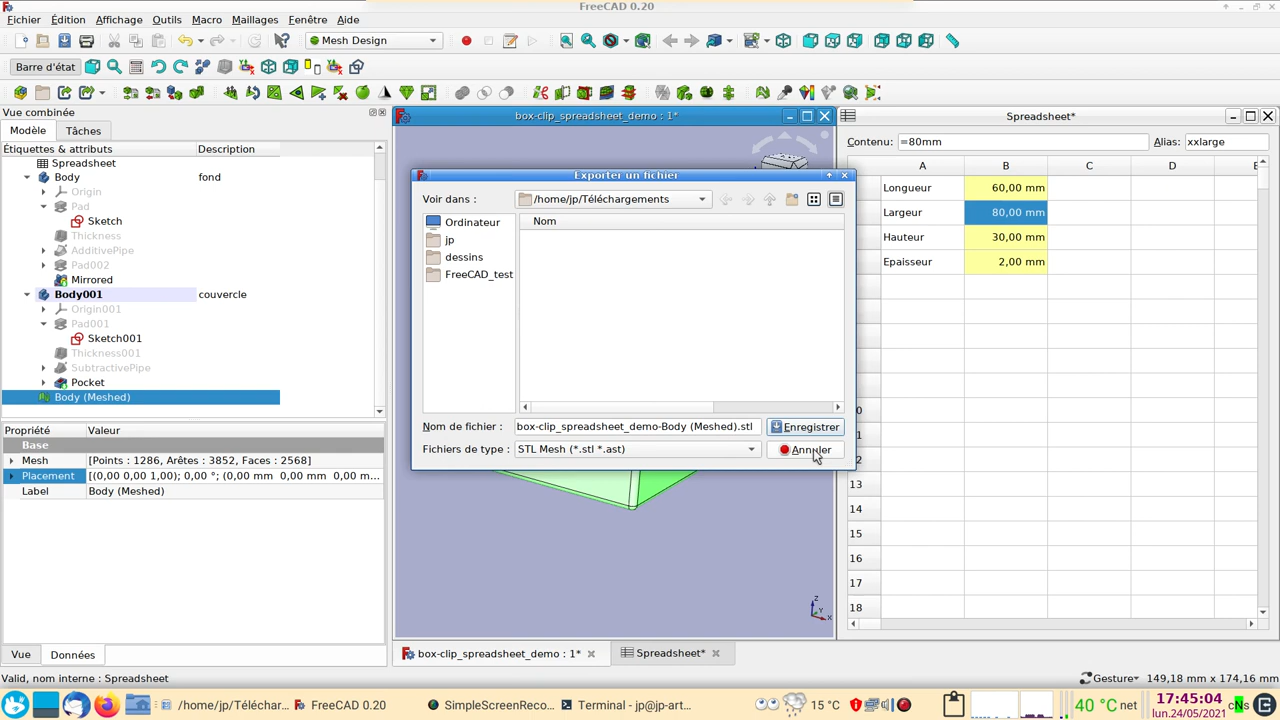 FreeCAD 0.20
Fichier Édition Affichage Outils Macro Maillages Fenêtre Aide
Mesh Design
Barre d'état
Vue combinée
Modèle Tâches
Étiquettes & attributs Description
Spreadsheet
Body fond
Origin
Pad
Sketch
Thickness
AdditivePipe
Pad002
Mirrored
Body001 couvercle
Origin001
Pad001
Sketch001
Thickness001
SubtractivePipe
Pocket
Body (Meshed)
Propriété Valeur
Base
Mesh [Points : 1286, Arêtes : 3852, Faces : 2568]
Placement [(0,00 0,00 1,00); 0,00 °; (0,00 mm 0,00 mm 0,00 m...
Label Body (Meshed)
Vue Données
box-clip_spreadsheet_demo : 1*
Exporter un fichier
Voir dans : /home/jp/Téléchargements
Ordinateur
jp
dessins
FreeCAD_test
Nom
Nom de fichier : box-clip_spreadsheet_demo-Body (Meshed).stl Enregistrer
Fichiers de type : STL Mesh (*.stl *.ast) Annuler
Z
Y
X
box-clip_spreadsheet_demo : 1* Spreadsheet*
Spreadsheet*
Contenu: =80mm Alias: xxlarge
A B C D E
Longueur 60,00 mm
Largeur 80,00 mm
Hauteur 30,00 mm
Epaisseur 2,00 mm
0
1
2
13
14
15
16
17
18
Valid, nom interne : Spreadsheet Gesture 149,18 mm x 174,16 mm
/home/jp/Téléchar... FreeCAD 0.20 SimpleScreenReco... Terminal - jp@jp-art... 15 °C 40 °C net 17:45:04 cNs
lun.24/05/2021